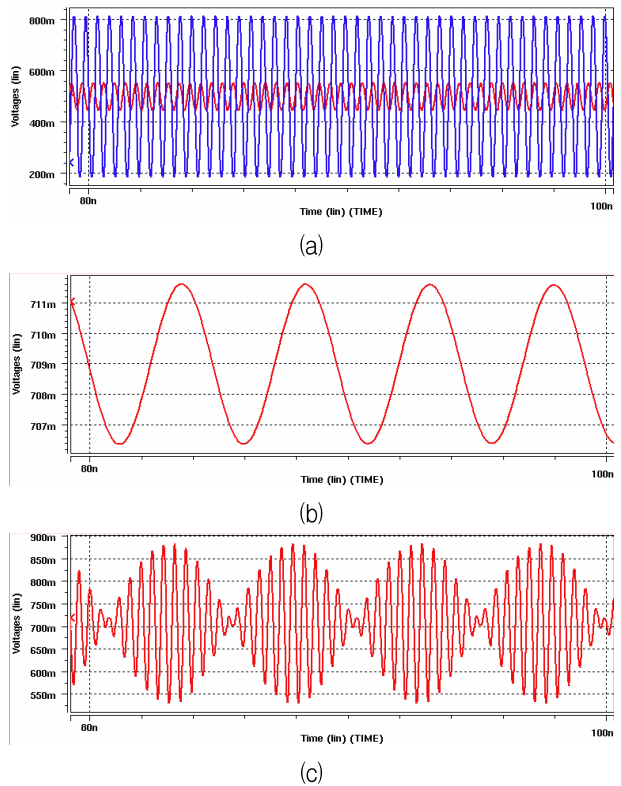 800m
600m
400m
200m
Voltages (lin)
80n
100n
Time (lin) (TIME)
(a)
711m
710m
709m
708m
707m
Voltages (lin)
80n
100n
Time (lin) (TIME)
(b)
900m
850m
800m
750m
700m
650m
600m
550m
Voltages (lin)
80n
100n
Time (lin) (TIME)
(c)